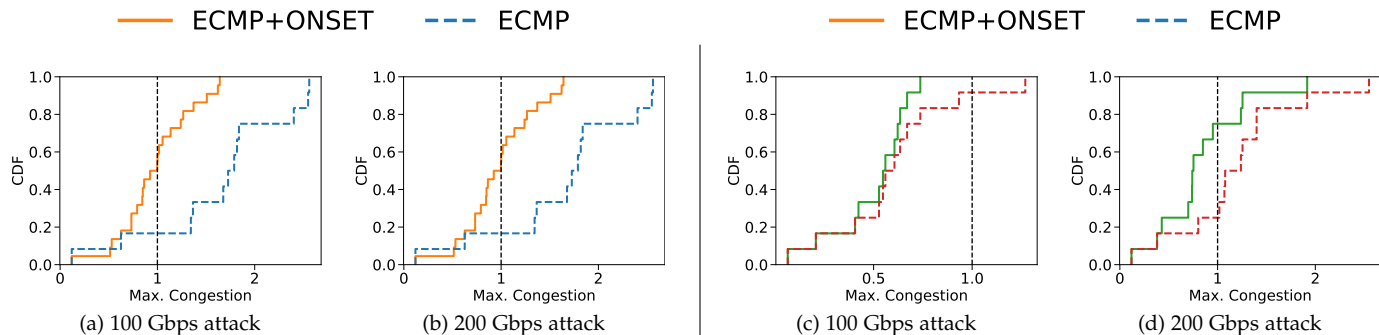 ECMP+ONSET ECMP ECMP+ONSET ECMP
1.0 1.0 1.0 1.0
0.8 0.8 0.8 0.8
0.6 0.6 0.6 0.6
CDF CDF CDF CDF
0.4 0.4 0.4 0.4
0.2 0.2 0.2 0.2
0.0 0.0 0.0 0.0
0 1 2 0 1 2 0.5 1.0 0 1 2
Max. Congestion Max. Congestion Max. Congestion Max. Congestion
(a) 100 Gbps attack (b) 200 Gbps attack (c) 100 Gbps attack (d) 200 Gbps attack